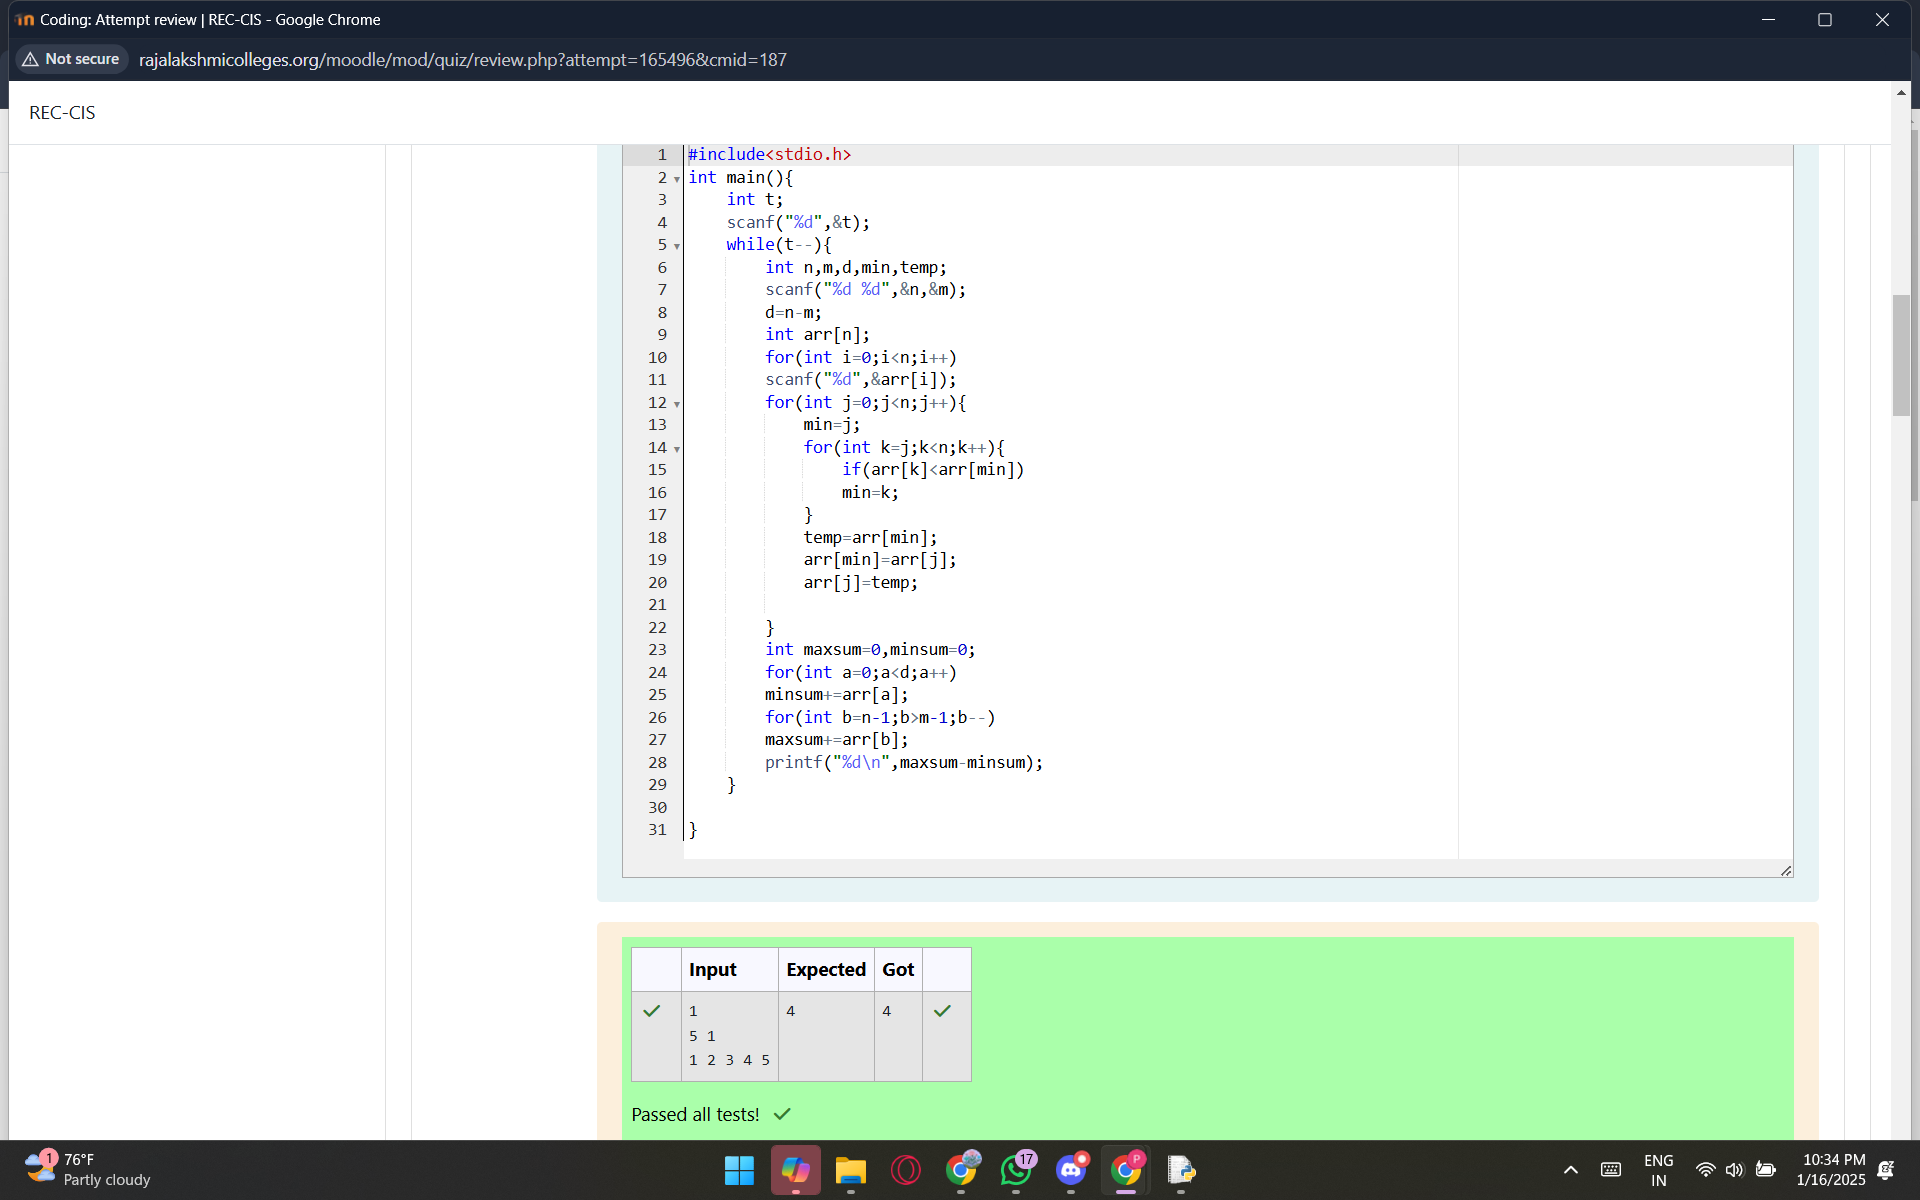 Coding: Attempt review | REC-CIS - Google Chrome
Not secure rajalakshmicolleges.org/moodle/mod/quiz/review.php?attempt=165496&cmid=187
REC-CIS
1 #include<stdio.h>
2 int main(){
3     int t;
4     scanf("%d",&t);
5     while(t--){
6         int n,m,d,min,temp;
7         scanf("%d %d",&n,&m);
8         d=n-m;
9         int arr[n];
10         for(int i=0;i<n;i++)
11         scanf("%d",&arr[i]);
12         for(int j=0;j<n;j++){
13             min=j;
14             for(int k=j;k<n;k++){
15                 if(arr[k]<arr[min])
16                 min=k;
17             }
18             temp=arr[min];
19             arr[min]=arr[j];
20             arr[j]=temp;
21
22         }
23         int maxsum=0,minsum=0;
24         for(int a=0;a<d;a++)
25         minsum+=arr[a];
26         for(int b=n-1;b>m-1;b--)
27         maxsum+=arr[b];
28         printf("%d\n",maxsum-minsum);
29     }
30
31 }
Input Expected Got
1 4 4
5 1
1 2 3 4 5
Passed all tests!
1 76°F
Partly cloudy
17
P
ENG
IN
10:34 PM
1/16/2025